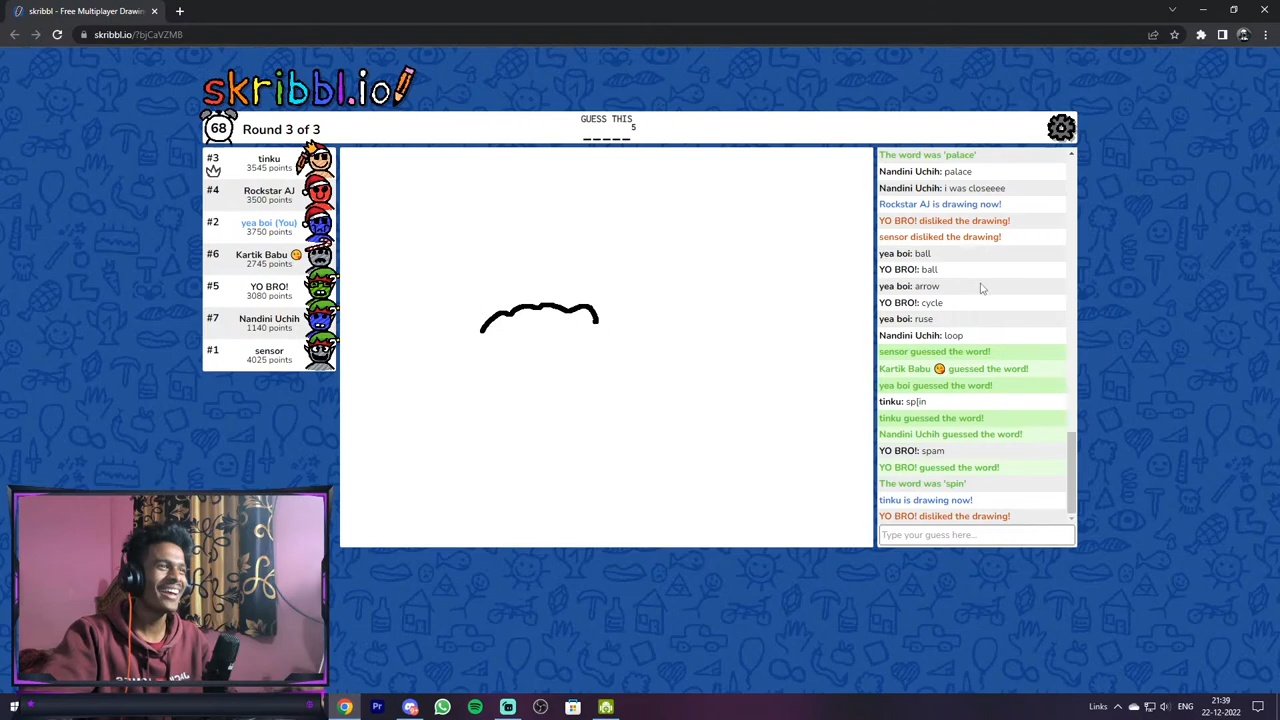 skribbl - Free Multiplayer Drawin
skribbl.io/?bjCaVZMB
skribbl.io
68
Round 3 of 3
GUESS THIS
_____ 5
#3
tinku
3545 points
#4
Rockstar AJ
3500 points
#2
yea boi (You)
3750 points
#6
Kartik Babu 😘
2745 points
#5
YO BRO!
3080 points
#7
Nandini Uchih
1140 points
#1
sensor
4025 points
The word was 'palace'
Nandini Uchih: palace
Nandini Uchih: i was closeeee
Rockstar AJ is drawing now!
YO BRO! disliked the drawing!
sensor disliked the drawing!
yea boi: ball
YO BRO!: ball
yea boi: arrow
YO BRO!: cycle
yea boi: ruse
Nandini Uchih: loop
sensor guessed the word!
Kartik Babu 😘 guessed the word!
yea boi guessed the word!
tinku: sp[in
tinku guessed the word!
Nandini Uchih guessed the word!
YO BRO!: spam
YO BRO! guessed the word!
The word was 'spin'
tinku is drawing now!
YO BRO! disliked the drawing!
Type your guess here...
Links
ENG
21:39
22-12-2022